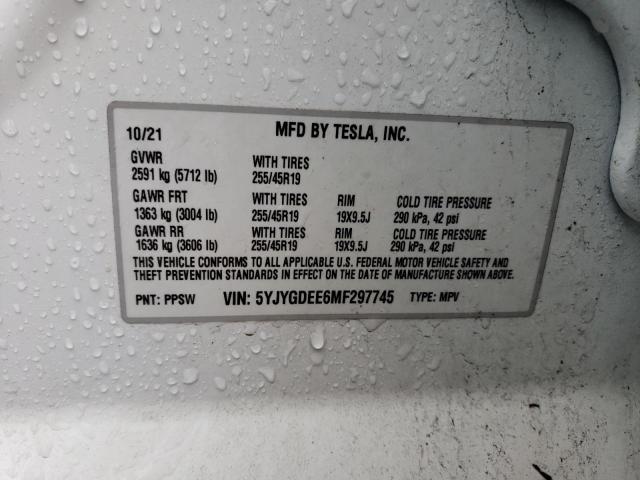 10/21 MFD BY TESLA, INC.
GVWR WITH TIRES
2591 kg (5712 lb) 255/45R19
GAWR FRT WITH TIRES RIM COLD TIRE PRESSURE
1363 kg (3004 lb) 255/45R19 19X9.5J 290 kPa, 42 psi
GAWR RR WITH TIRES RIM COLD TIRE PRESSURE
1636 kg (3606 lb) 255/45R19 19X9.5J 290 kPa, 42 psi
THIS VEHICLE CONFORMS TO ALL APPLICABLE U.S. FEDERAL MOTOR VEHICLE SAFETY AND
THEFT PREVENTION STANDARDS IN EFFECT ON THE DATE OF MANUFACTURE SHOWN ABOVE.
PNT: PPSW VIN: 5YJYGDEE6MF297745 TYPE: MPV